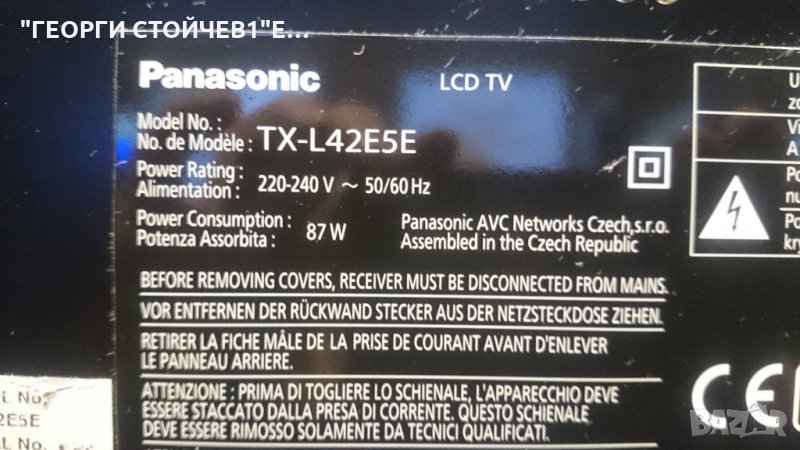 "ГЕОРГИ СТОЙЧЕВ1"Е...
Panasonic
LCD TV
Model No. :
No. de Modèle : TX-L42E5E
Power Rating :
Alimentation : 220-240 V ~ 50/60 Hz
Power Consumption :
Potenza Assorbita : 87 W
Panasonic AVC Networks Czech,s.r.o.
Assembled in the Czech Republic
BEFORE REMOVING COVERS, RECEIVER MUST BE DISCONNECTED FROM MAINS.
VOR ENTFERNEN DER RÜCKWAND STECKER AUS DER NETZSTECKDOSE ZIEHEN.
RETIRER LA FICHE MÂLE DE LA PRISE DE COURANT AVANT D'ENLEVER
LE PANNEAU ARRIERE.
ATTENZIONE : PRIMA DI TOGLIERE LO SCHIENALE, L'APPARECCHIO DEVE
ESSERE STACCATO DALLA PRESA DI CORRENTE. QUESTO SCHIENALE
DEVE ESSERE RIMOSSO SOLAMENTE DA TECNICI QUALIFICATI.
CE
BAZAR